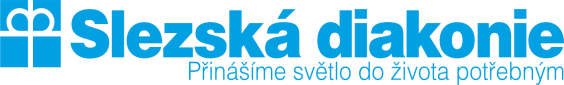 Slezská diakonie
Přinášíme světlo do života potřebným